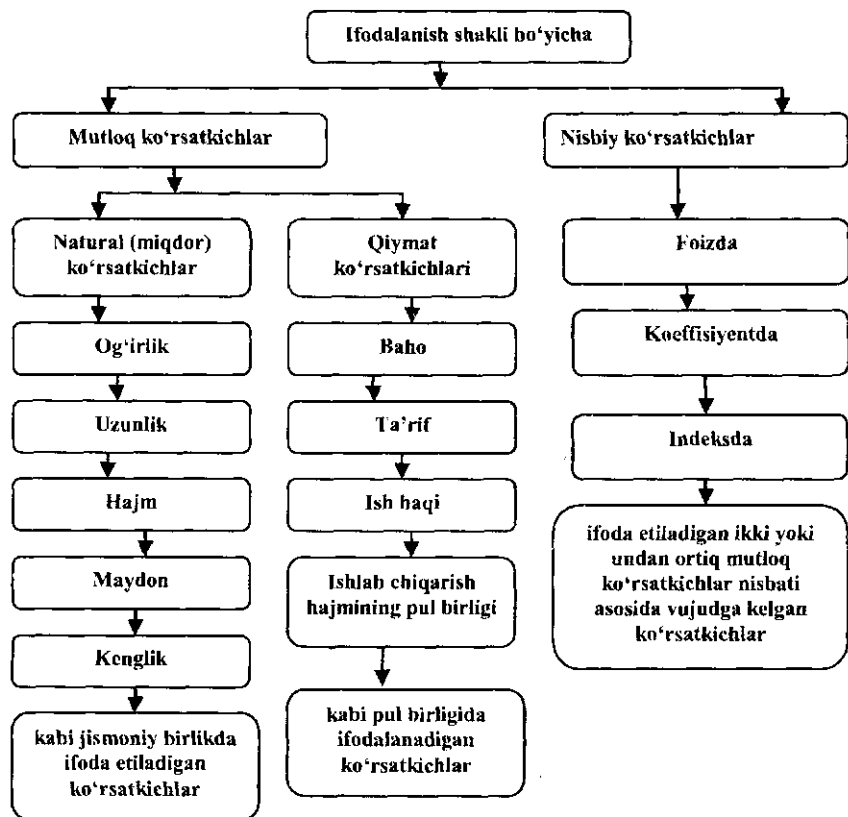 Ifodalanish shakli bo‘yicha
Mutloq ko‘rsatkichlar
Nisbiy ko‘rsatkichlar
Natural (miqdor)
ko‘rsatkichlar
Qiymat
ko‘rsatkichlari
Foizda
Og‘irlik
Baho
Koeffisiyentda
Uzunlik
Ta’rif
Indeksda
Hajm
Ish haqi
ifoda etiladigan ikki yoki
undan ortiq mutloq
ko‘rsatkichlar nisbati
asosida vujudga kelgan
ko‘rsatkichlar
Maydon
Ishlab chiqarish
hajmining pul birligi
Kenglik
kabi jismoniy birlikda
ifoda etiladigan
ko‘rsatkichlar
kabi pul birligida
ifodalanadigan
ko‘rsatkichlar